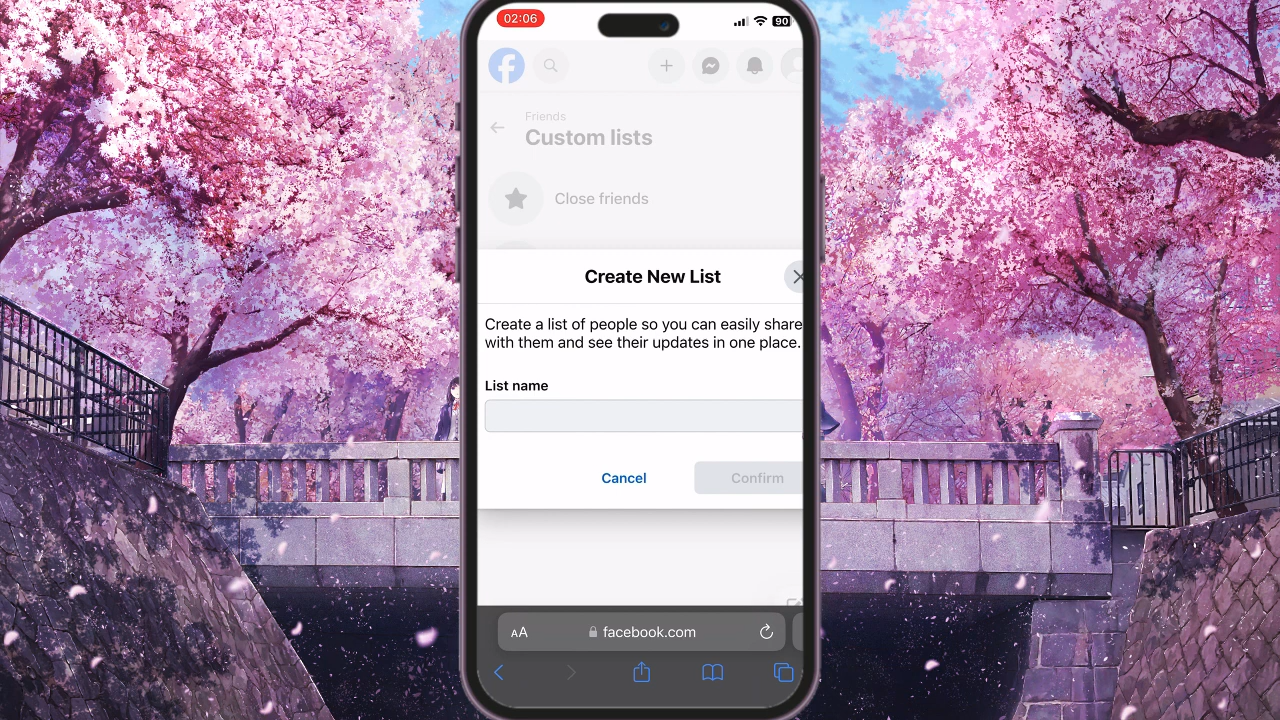 02:06
90
Friends
Custom lists
Close friends
Create New List
Create a list of people so you can easily share
with them and see their updates in one place.
List name
Cancel
Confirm
AA
facebook.com